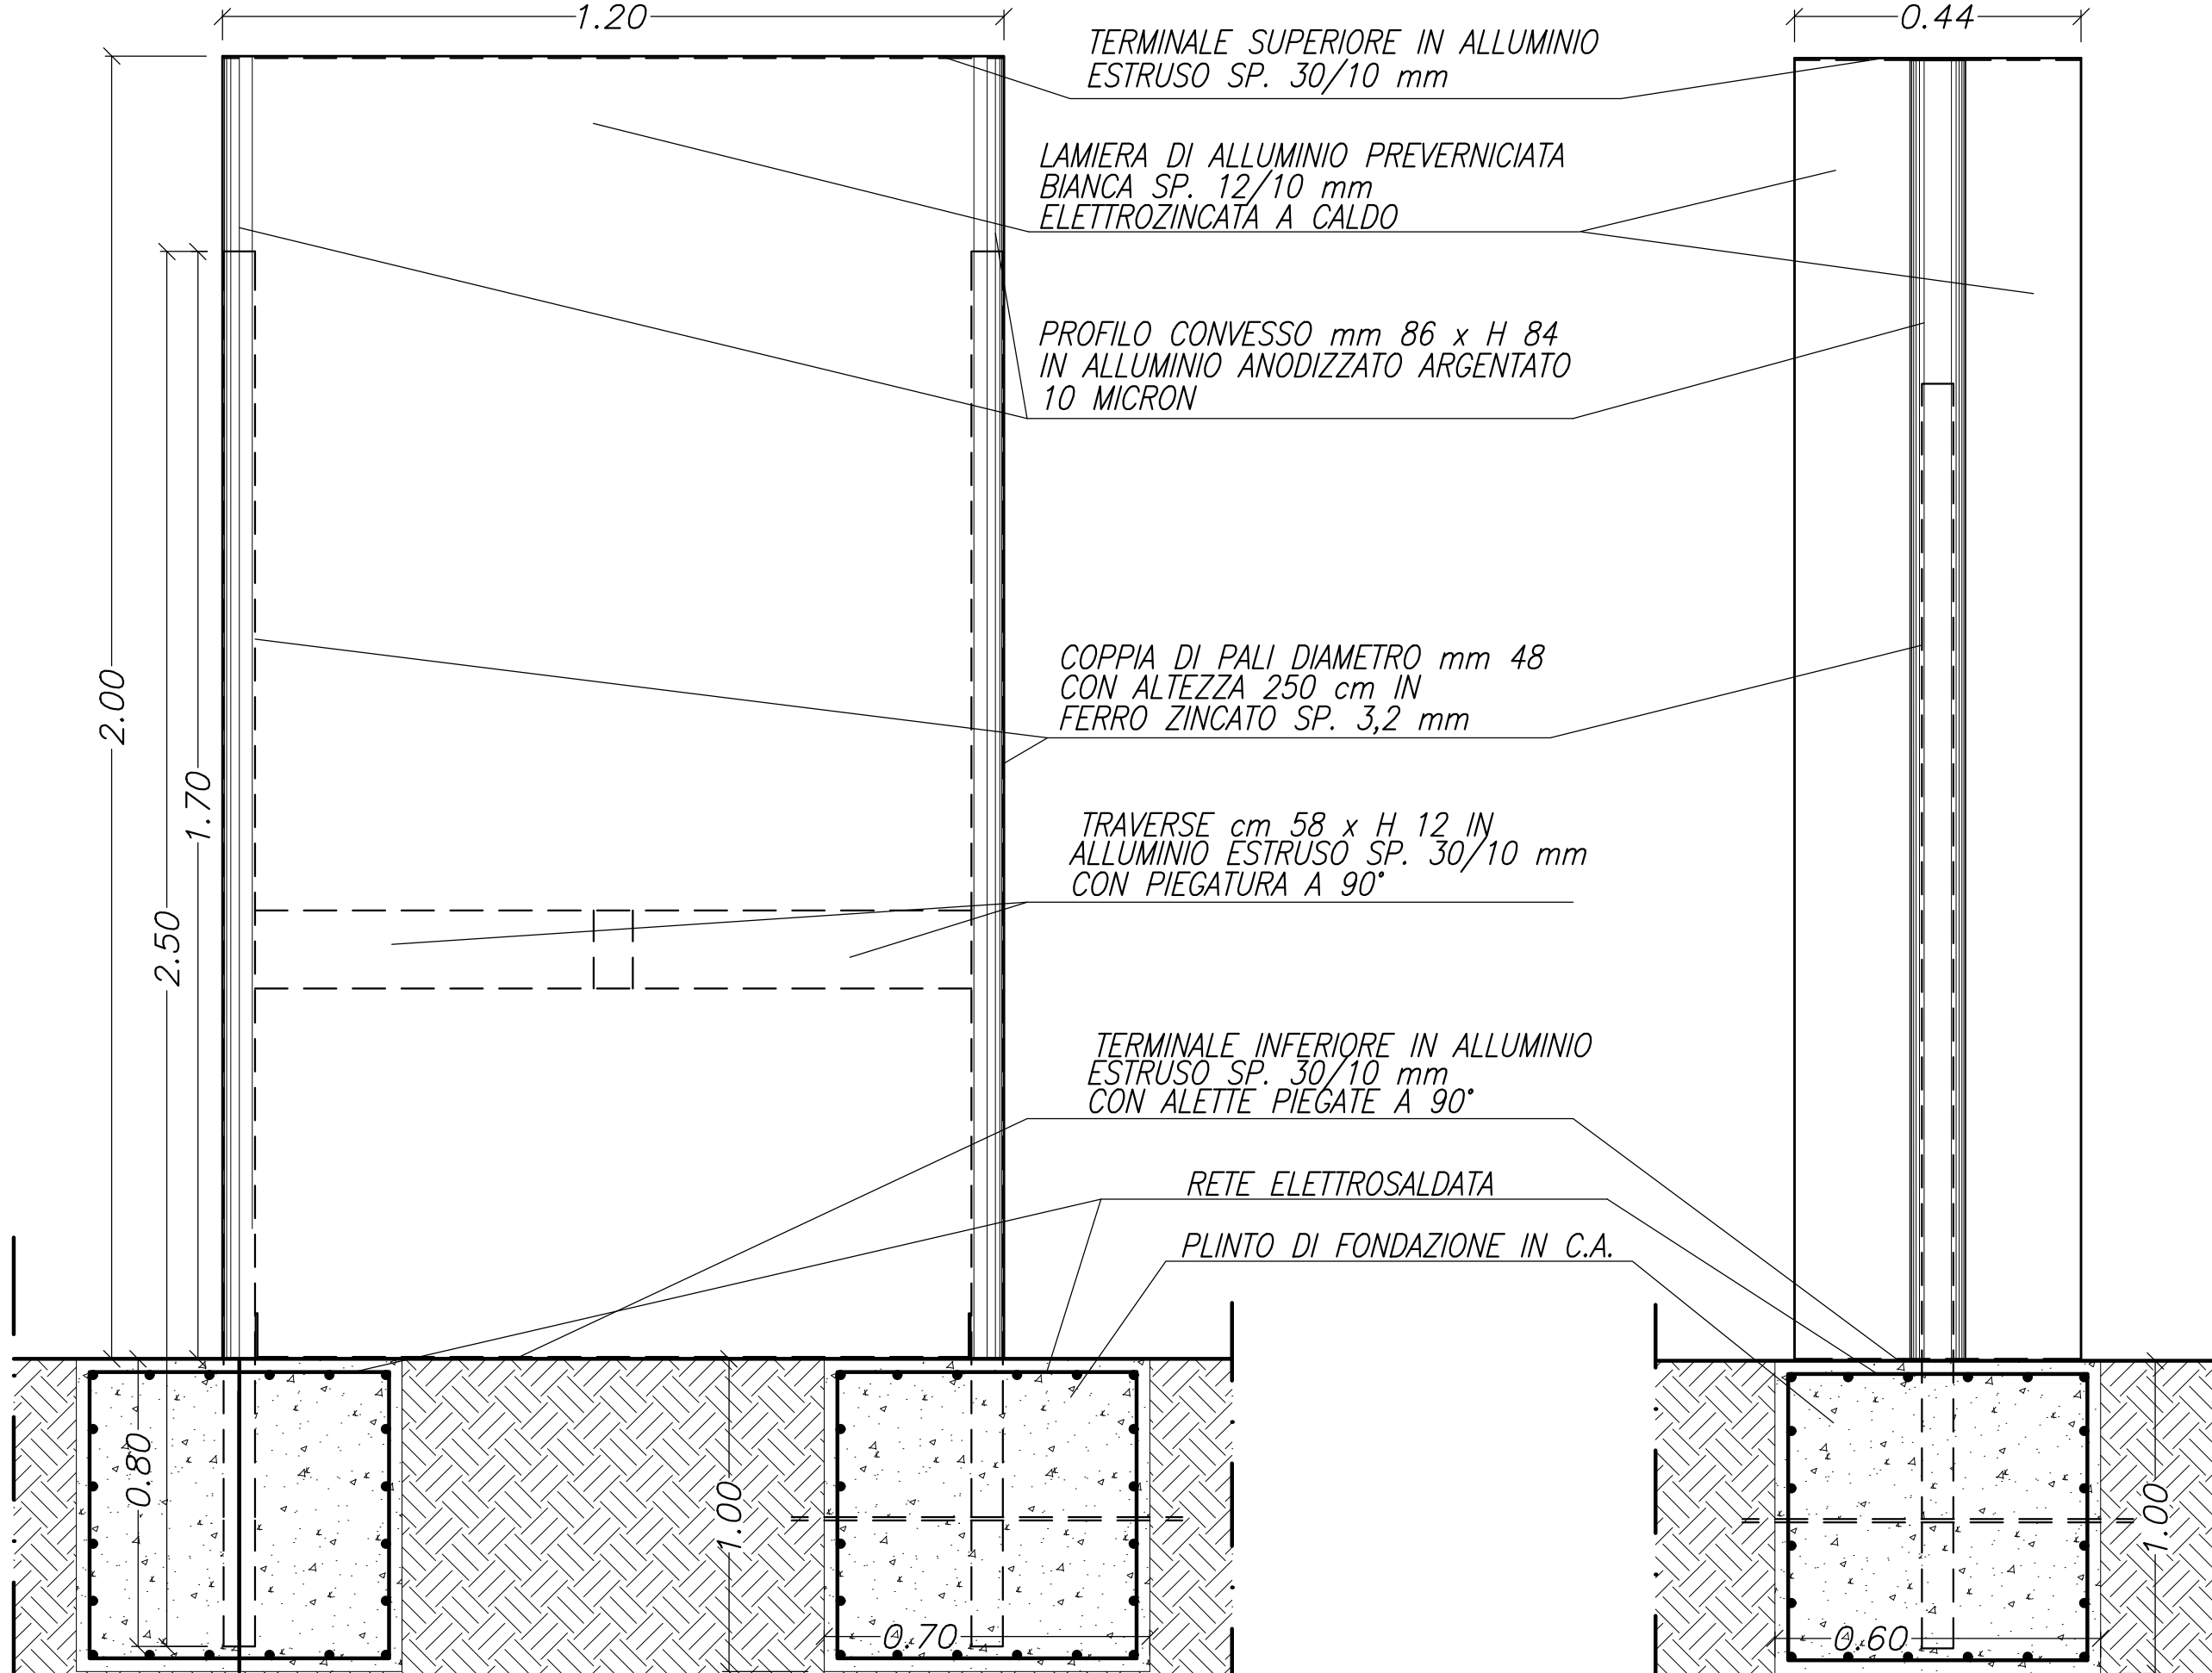 1.20
0.44
TERMINALE SUPERIORE IN ALLUMINIO
ESTRUSO SP. 30/10 mm
LAMIERA DI ALLUMINIO PREVERNICIATA
BIANCA SP. 12/10 mm
ELETTROZINCATA A CALDO
PROFILO CONVESSO mm 86 x H 84
IN ALLUMINIO ANODIZZATO ARGENTATO
10 MICRON
COPPIA DI PALI DIAMETRO mm 48
CON ALTEZZA 250 cm IN
FERRO ZINCATO SP. 3,2 mm
2.00
1.70
2.50
TRAVERSE cm 58 x H 12 IN
ALLUMINIO ESTRUSO SP. 30/10 mm
CON PIEGATURA A 90°
TERMINALE INFERIORE IN ALLUMINIO
ESTRUSO SP. 30/10 mm
CON ALETTE PIEGATE A 90°
RETE ELETTROSALDATA
PLINTO DI FONDAZIONE IN C.A.
0.80
1.00
1.00
0.70
0.60